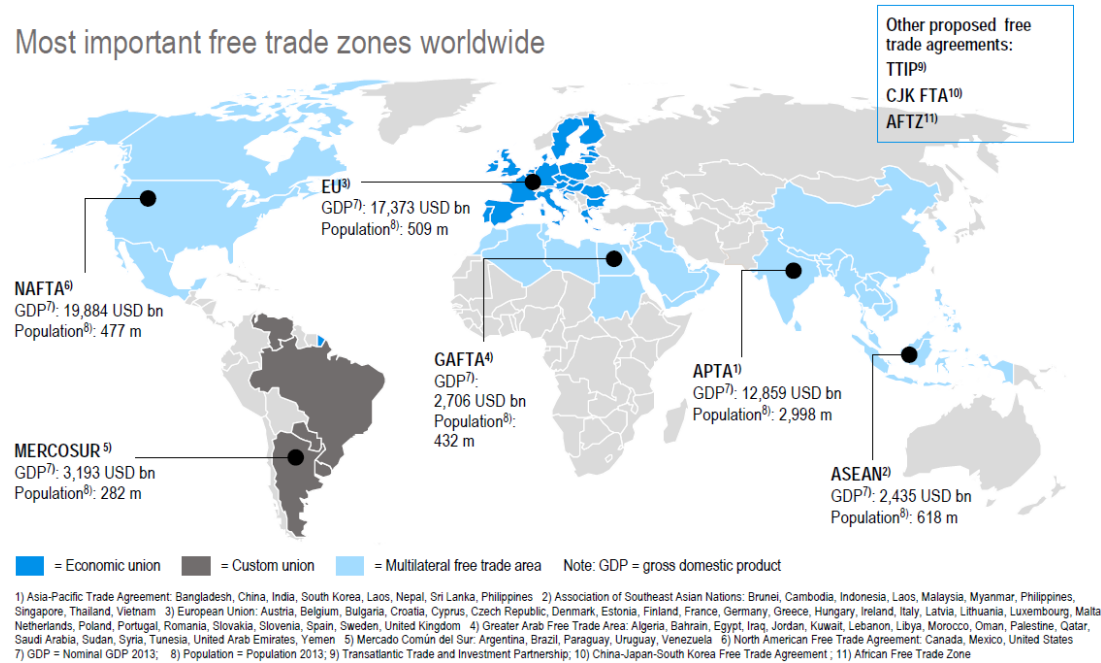 Most important free trade zones worldwide
Other proposed free
trade agreements:
TTIP9)
CJK FTA10)
AFTZ11)
EU3)
GDP7): 17,373 USD bn
Population8): 509 m
NAFTA6)
GDP7): 19,884 USD bn
Population8): 477 m
GAFTA4)
GDP7):
2,706 USD bn
Population8):
432 m
APTA1)
GDP7): 12,859 USD bn
Population8): 2,998 m
MERCOSUR 5)
GDP7): 3,193 USD bn
Population8): 282 m
ASEAN2)
GDP7): 2,435 USD bn
Population8): 618 m
= Economic union = Custom union = Multilateral free trade area Note: GDP = gross domestic product
1) Asia-Pacific Trade Agreement: Bangladesh, China, India, South Korea, Laos, Nepal, Sri Lanka, Philippines 2) Association of Southeast Asian Nations: Brunei, Cambodia, Indonesia, Laos, Malaysia, Myanmar, Philippines,
Singapore, Thailand, Vietnam 3) European Union: Austria, Belgium, Bulgaria, Croatia, Cyprus, Czech Republic, Denmark, Estonia, Finland, France, Germany, Greece, Hungary, Ireland, Italy, Latvia, Lithuania, Luxembourg, Malta
Netherlands, Poland, Portugal, Romania, Slovakia, Slovenia, Spain, Sweden, United Kingdom 4) Greater Arab Free Trade Area: Algeria, Bahrain, Egypt, Iraq, Jordan, Kuwait, Lebanon, Libya, Morocco, Oman, Palestine, Qatar,
Saudi Arabia, Sudan, Syria, Tunesia, United Arab Emirates, Yemen 5) Mercado Común del Sur: Argentina, Brazil, Paraguay, Uruguay, Venezuela 6) North American Free Trade Agreement: Canada, Mexico, United States
7) GDP = Nominal GDP 2013; 8) Population = Population 2013; 9) Transatlantic Trade and Investment Partnership; 10) China-Japan-South Korea Free Trade Agreement ; 11) African Free Trade Zone